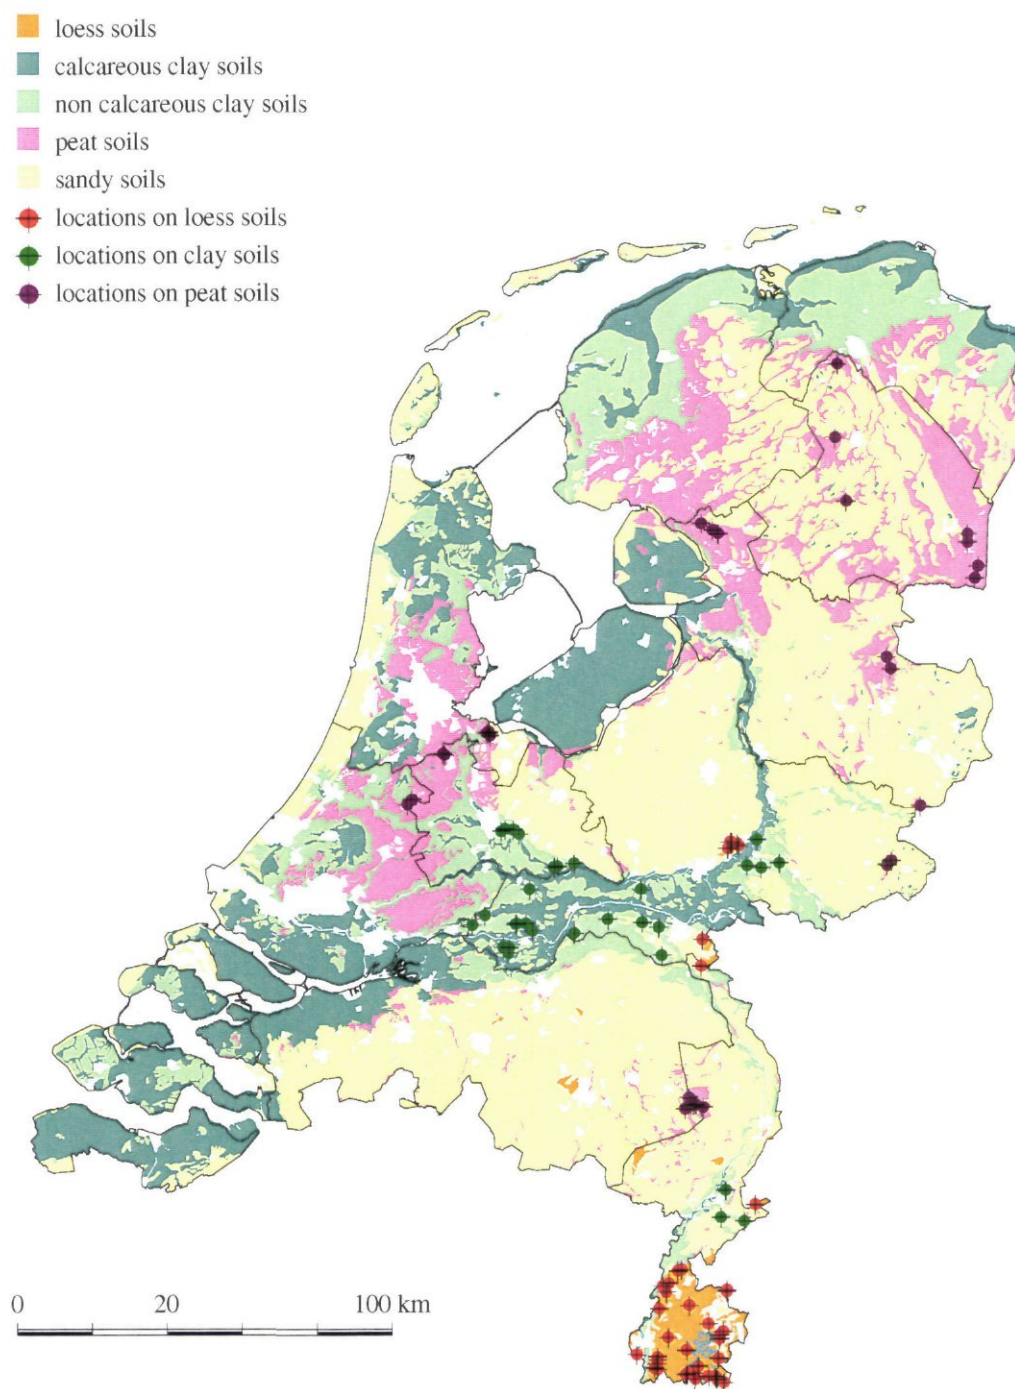 loess soils
calcareous clay soils
non calcareous clay soils
peat soils
sandy soils
locations on loess soils
locations on clay soils
locations on peat soils
0 20 100 km